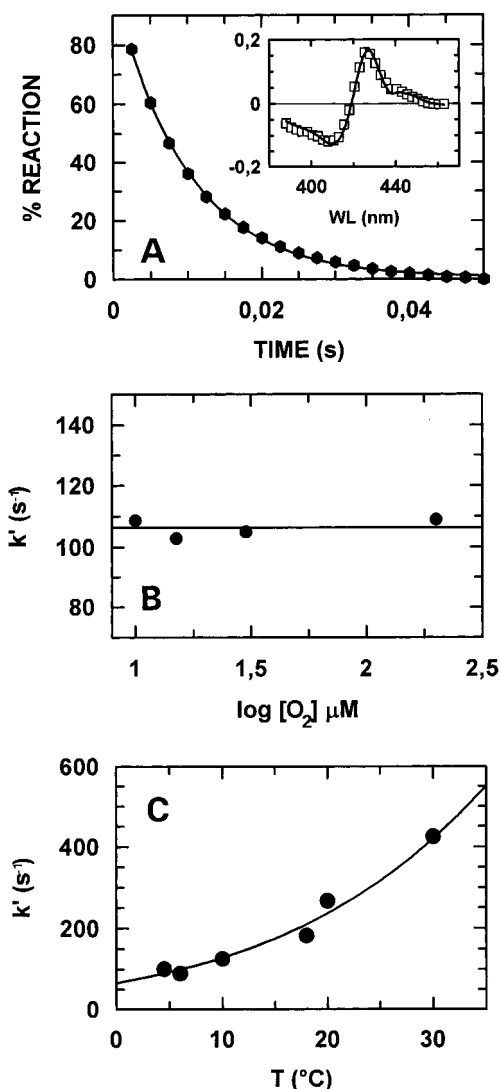 80
60
40
20
0
% REACTION
A
0
0,02
0,04
TIME (s)
0,2
0
-0,2
400
440
WL (nm)
140
120
100
80
k' (s⁻¹)
B
1
1,5
2
2,5
log [O₂] μM
600
400
200
0
k' (s⁻¹)
C
0
10
20
30
T (°C)